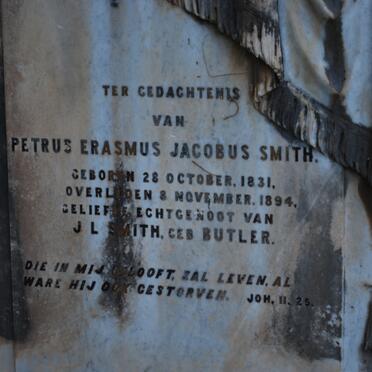 TER GEDACHTENIS
VAN
PETRUS ERASMUS JACOBUS SMITH.
GEBOREN 28 OCTOBER, 1831,
OVERLEDEN 8 NOVEMBER, 1894,
GELIEFDE ECHTGENOOT VAN
J L SMITH, GEB BUTLER.
DIE IN MIJ GELOOFT, ZAL LEVEN, AL
WARE HIJ OOK GESTORVEN. JOH, 11. 25.